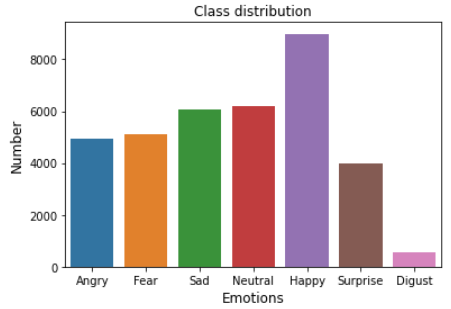 Class distribution
8000
6000
4000
2000
0
Number
Angry Fear Sad Neutral Happy Surprise Digust
Emotions